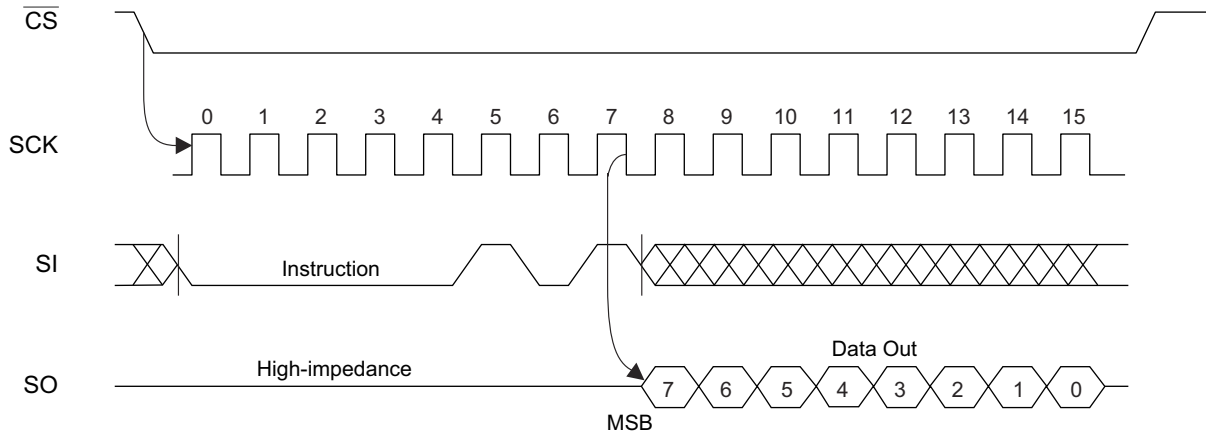 CS
0 1 2 3 4 5 6 7 8 9 10 11 12 13 14 15
SCK
SI
Instruction
High-impedance
Data Out
SO
7 6 5 4 3 2 1 0
MSB